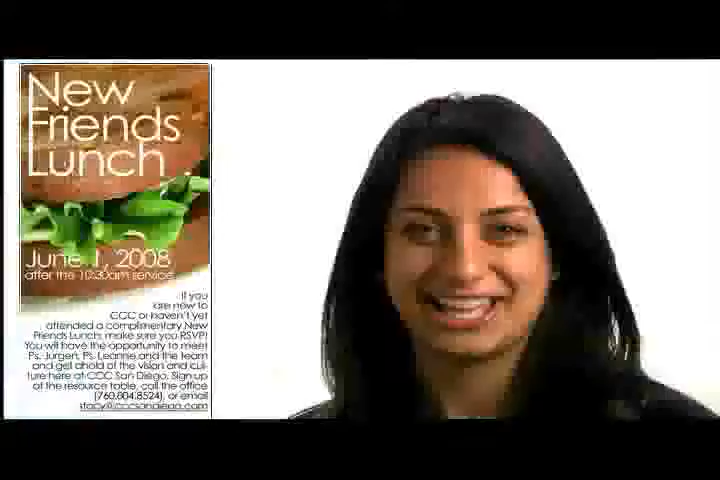 New
Friends
Lunch
June 1, 2008
after the 10:30am service
If you
are new to
CCC or haven't yet
attended a complimentary New
Friends Lunch, make sure you RSVP!
You will have the opportunity to meet
Ps. Jurgen, Ps. Leanne and the team
and get ahold of the vision and cul-
ture here at CCC San Diego. Sign up
at the resource table, call the office
(760.804.8524), or email
stacy@cccsandiego.com